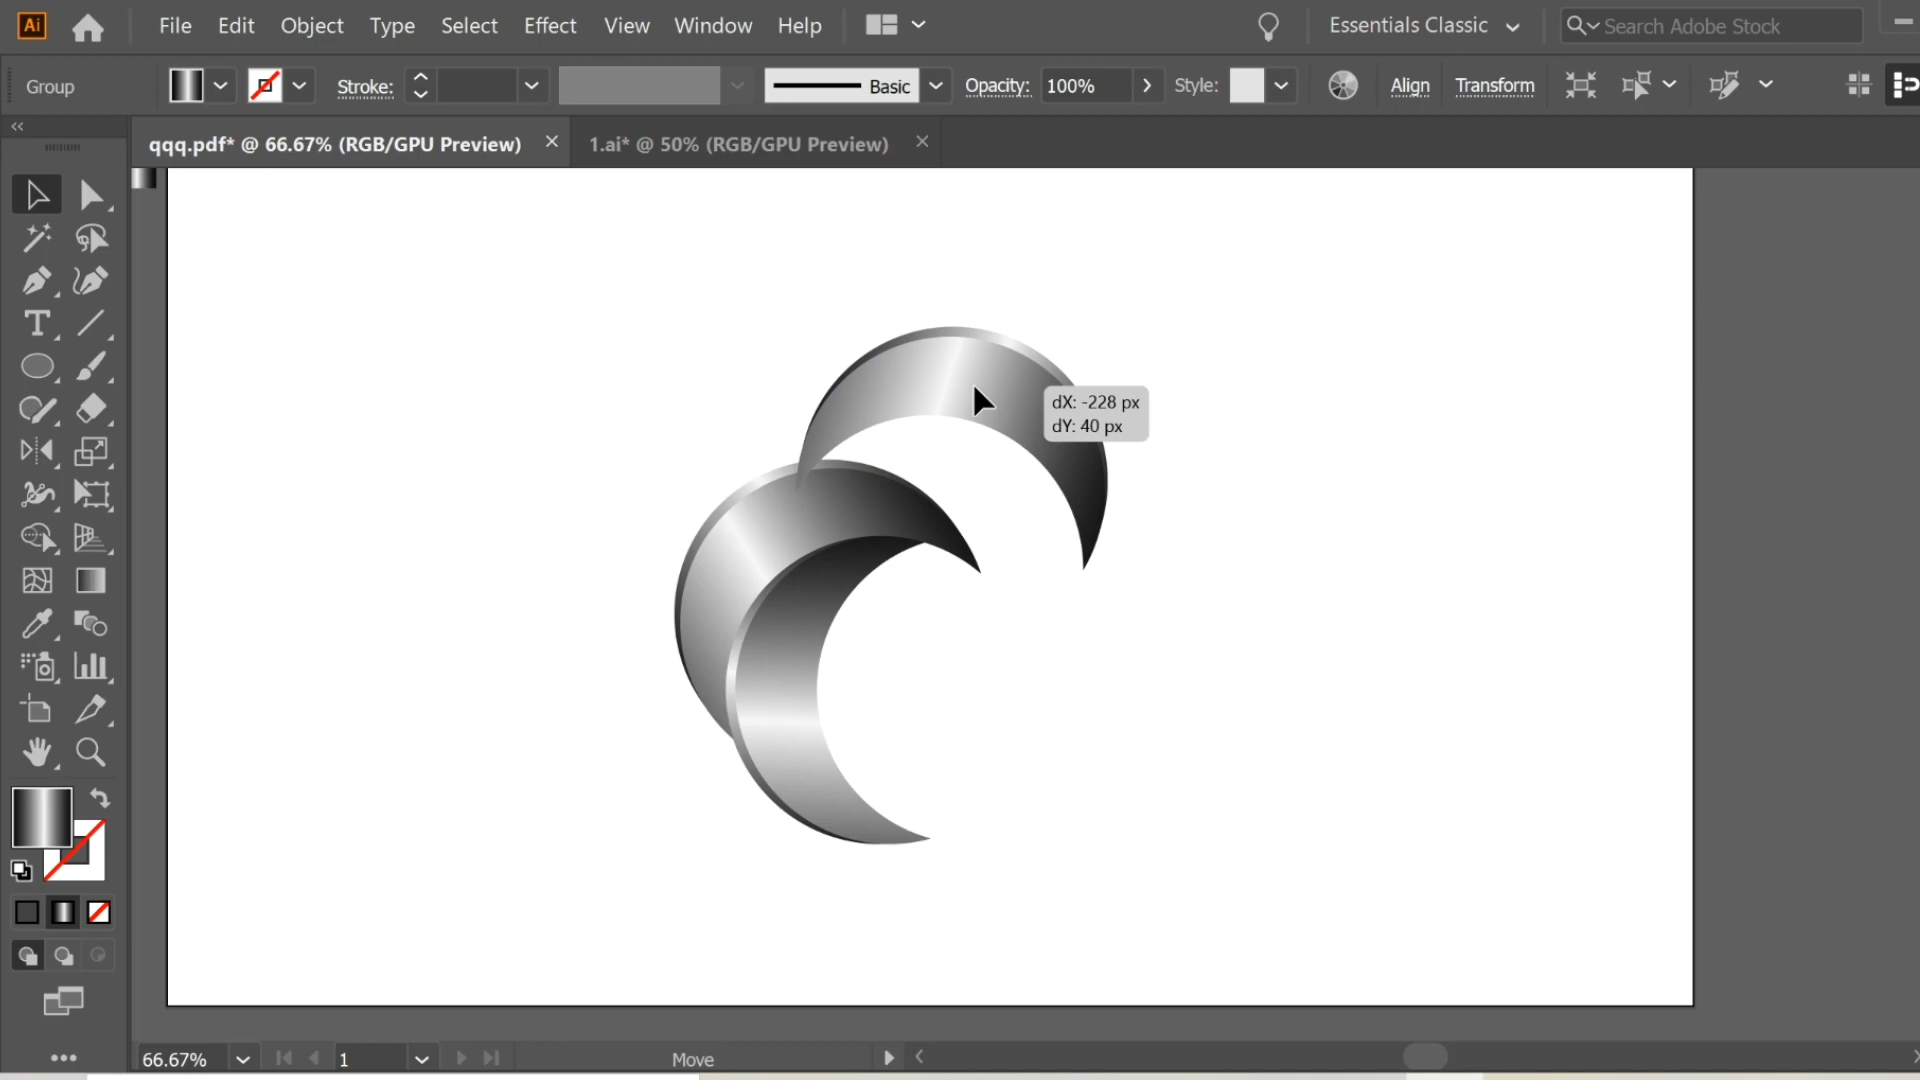 Ai File Edit Object Type Select Effect View Window Help Essentials Classic Search Adobe Stock
Group Stroke: Basic Opacity: 100% Style: Align Transform
qqq.pdf* @ 66.67% (RGB/GPU Preview) 1.ai* @ 50% (RGB/GPU Preview)
dX: -228 px
dY: 40 px
66.67% 1 Move